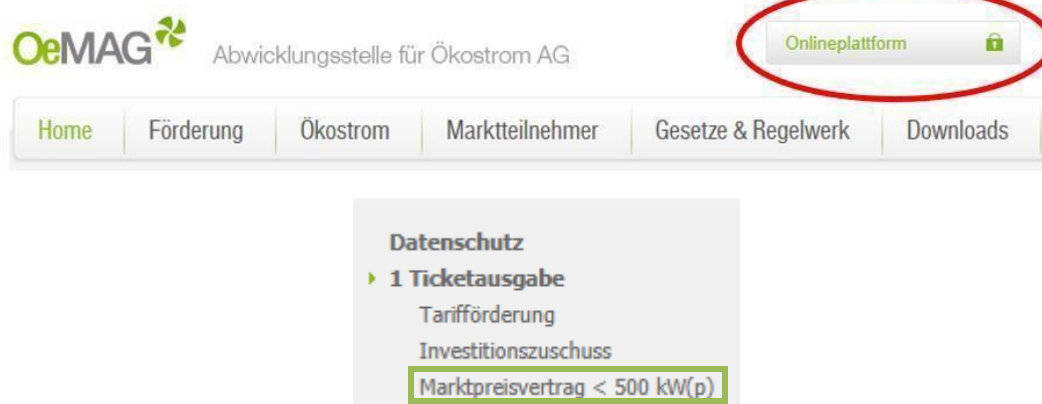 OeMAG Abwicklungsstelle für Ökostrom AG Onlineplattform
Home Förderung Ökostrom Marktteilnehmer Gesetze & Regelwerk Downloads
Datenschutz
1 Ticketausgabe
Tarifförderung
Investitionszuschuss
Marktpreisvertrag < 500 kW(p)